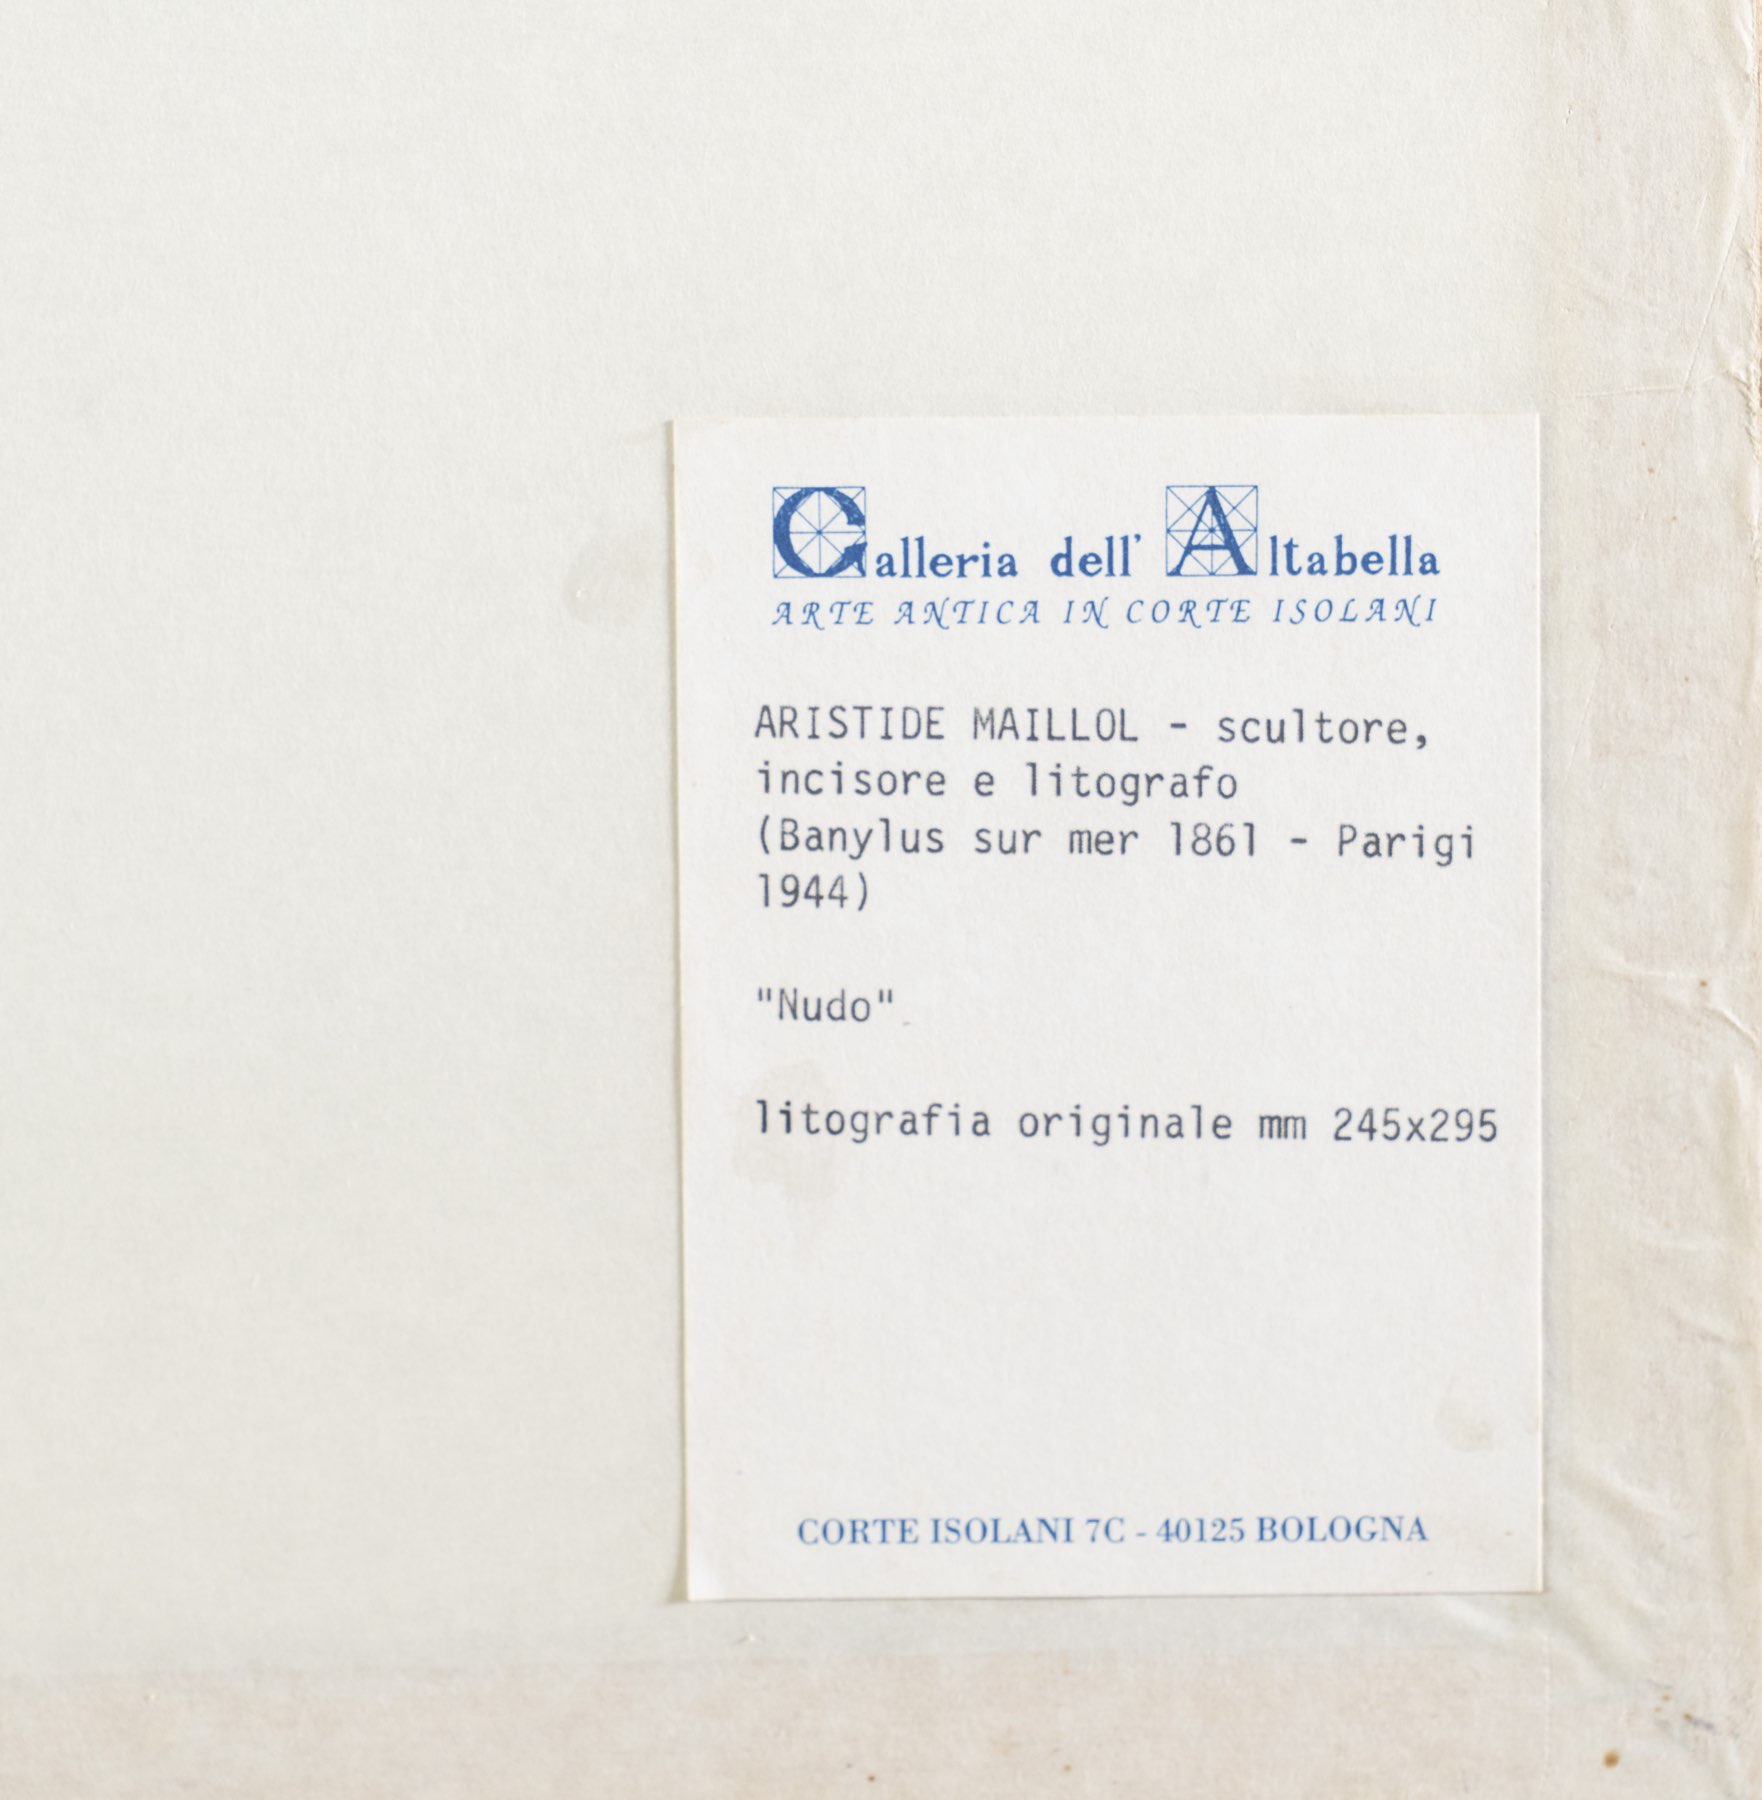 Galleria dell' Altabella
ARTE ANTICA IN CORTE ISOLANI
ARISTIDE MAILLOL - scultore,
incisore e litografo
(Banylus sur mer 1861 - Parigi
1944)
"Nudo"
litografia originale mm 245x295
CORTE ISOLANI 7C - 40125 BOLOGNA